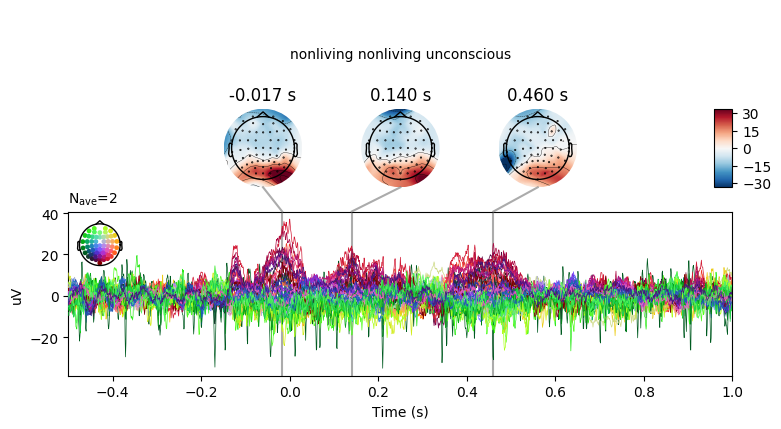 nonliving nonliving unconscious
-0.017 s 0.140 s 0.460 s
30
15
0
−15
−30
Nave=2
40
20
0
−20
uV
−0.4 −0.2 0.0 0.2 0.4 0.6 0.8 1.0
Time (s)